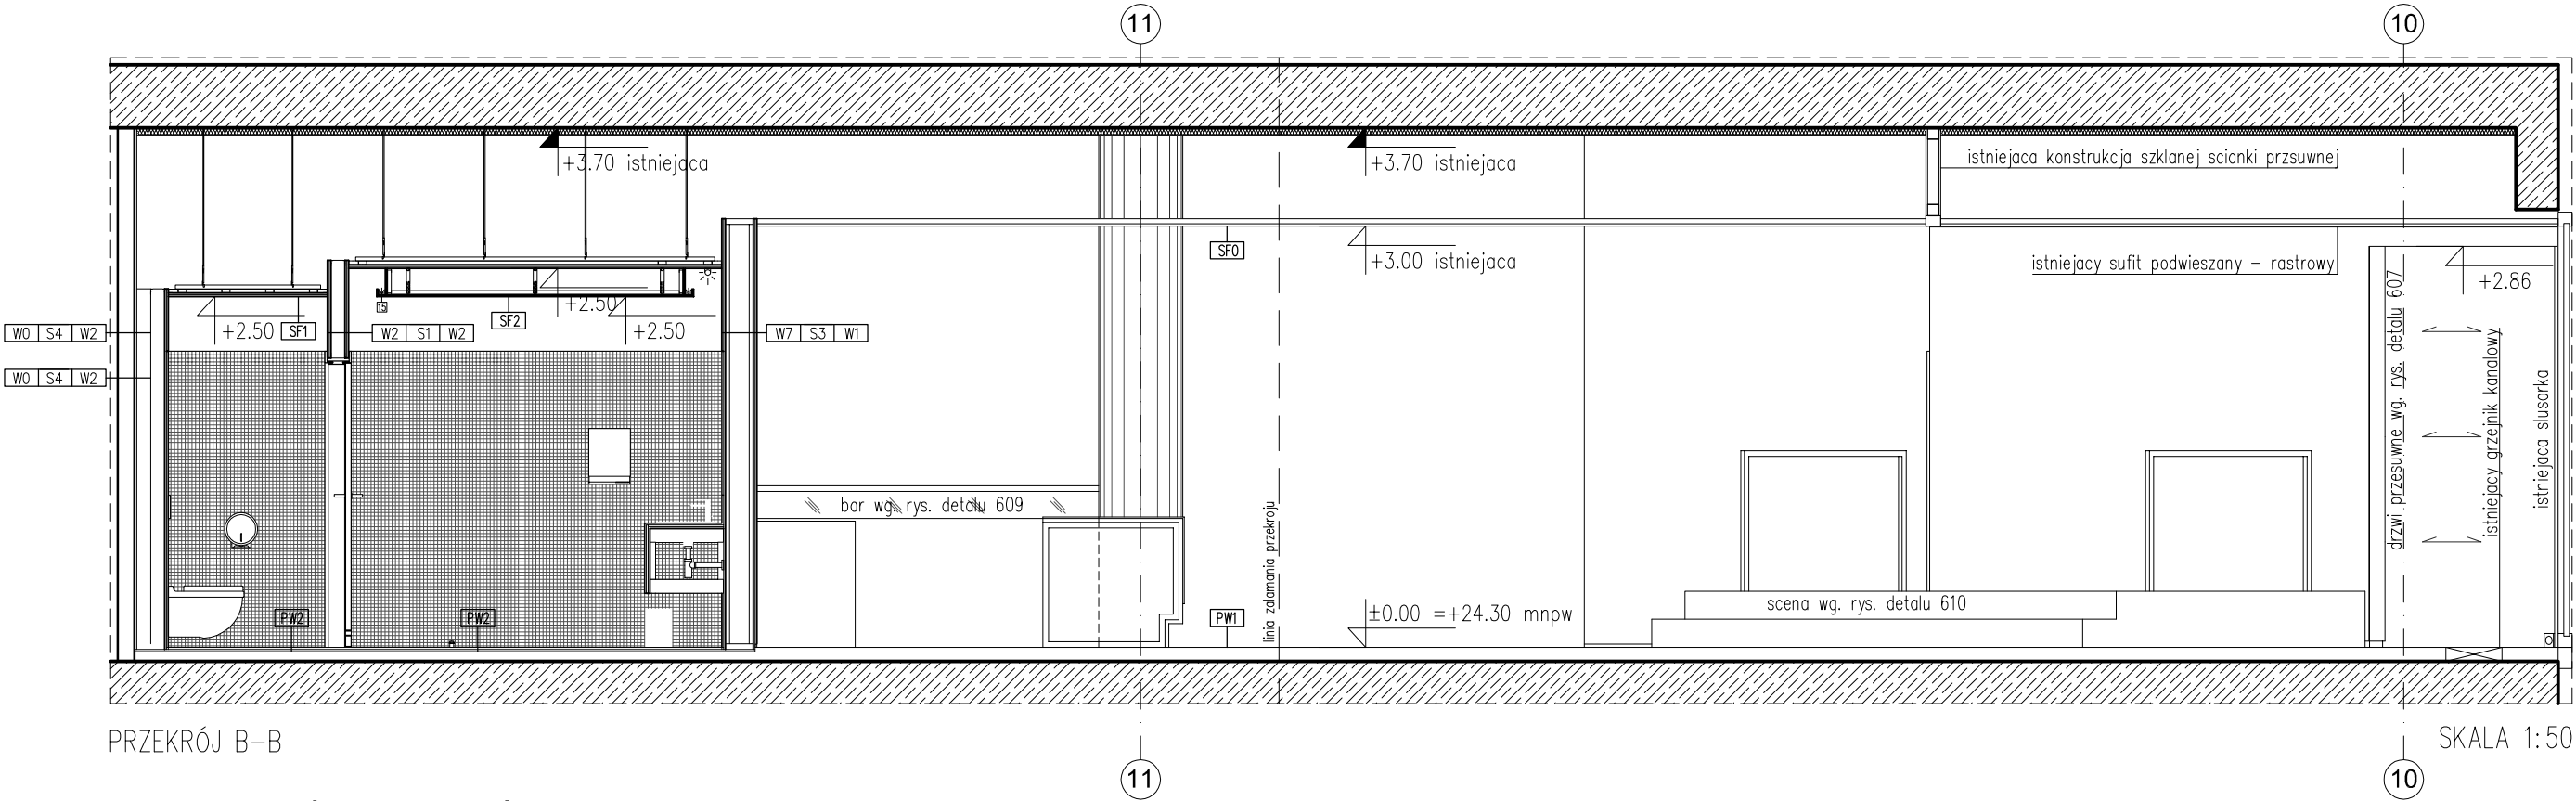 11
10
+3.70 istniejaca
+3.70 istniejaca
istniejaca konstrukcja szklanej scianki przsuwnej
SF0
+3.00 istniejaca
istniejacy sufit podwieszany – rastrowy
+2.86
+2.50
SF1
SF2
+2.50
+2.50
W0 S4 W2
W2 S1 W2
W7 S3 W1
W0 S4 W2
drzwi przesuwne wg. rys. detalu 607
istniejacy grzejnik kanalowy
istniejaca slusarka
bar wg. rys. detalu 609
linia zalamania przekroju
PW2
PW2
PW1
±0.00 =+24.30 mnpw
scena wg. rys. detalu 610
PRZEKRÓJ B–B
SKALA 1:50
11
10